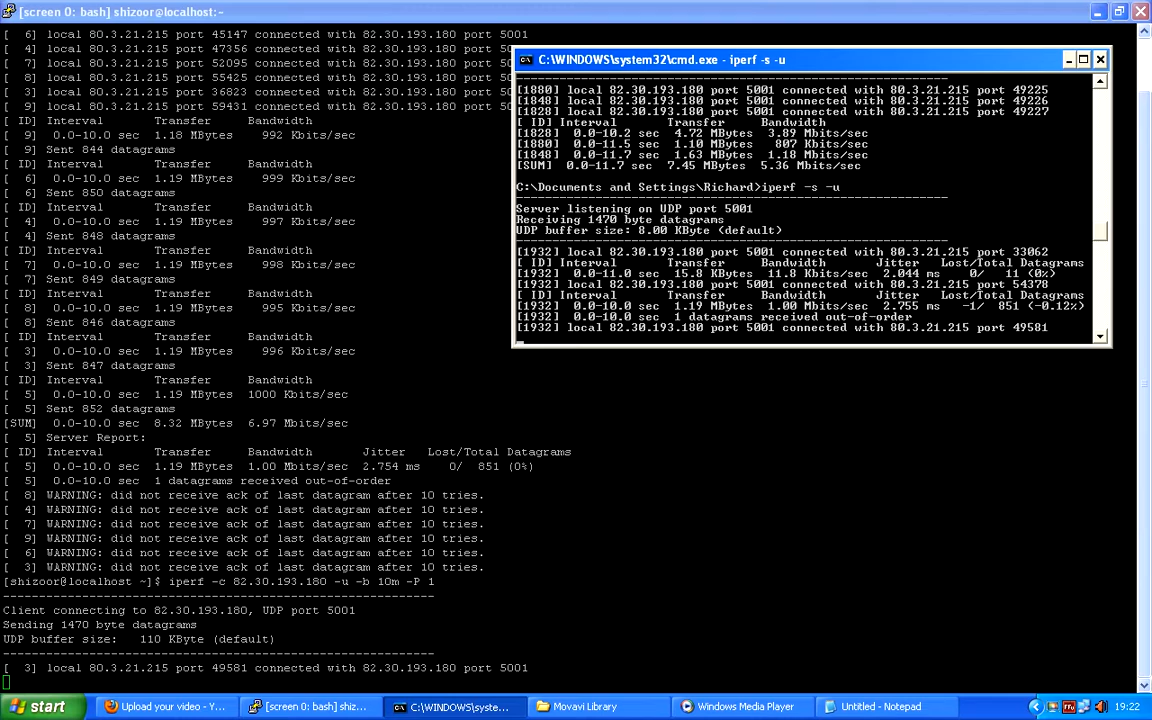 [screen 0: bash] shizoor@localhost:~
[  6] local 80.3.21.215 port 45147 connected with 82.30.193.180 port 5001
[  4] local 80.3.21.215 port 47356 connected with 82.30.193.180 port 50
[  7] local 80.3.21.215 port 52095 connected with 82.30.193.180 port 50
[  8] local 80.3.21.215 port 55425 connected with 82.30.193.180 port 50
[  3] local 80.3.21.215 port 36823 connected with 82.30.193.180 port 50
[  9] local 80.3.21.215 port 59431 connected with 82.30.193.180 port 50
[ ID] Interval       Transfer     Bandwidth
[  9]  0.0-10.0 sec  1.18 MBytes   992 Kbits/sec
[  9] Sent 844 datagrams
[ ID] Interval       Transfer     Bandwidth
[  6]  0.0-10.0 sec  1.19 MBytes   999 Kbits/sec
[  6] Sent 850 datagrams
[ ID] Interval       Transfer     Bandwidth
[  4]  0.0-10.0 sec  1.19 MBytes   997 Kbits/sec
[  4] Sent 848 datagrams
[ ID] Interval       Transfer     Bandwidth
[  7]  0.0-10.0 sec  1.19 MBytes   998 Kbits/sec
[  7] Sent 849 datagrams
[ ID] Interval       Transfer     Bandwidth
[  8]  0.0-10.0 sec  1.19 MBytes   995 Kbits/sec
[  8] Sent 846 datagrams
[ ID] Interval       Transfer     Bandwidth
[  3]  0.0-10.0 sec  1.19 MBytes   996 Kbits/sec
[  3] Sent 847 datagrams
[ ID] Interval       Transfer     Bandwidth
[  5]  0.0-10.0 sec  1.19 MBytes  1000 Kbits/sec
[  5] Sent 852 datagrams
[SUM]  0.0-10.0 sec  8.32 MBytes  6.97 Mbits/sec
[  5] Server Report:
[ ID] Interval       Transfer     Bandwidth       Jitter   Lost/Total Datagrams
[  5]  0.0-10.0 sec  1.19 MBytes  1.00 Mbits/sec  2.754 ms    0/  851 (0%)
[  5]  0.0-10.0 sec  1 datagrams received out-of-order
[  8] WARNING: did not receive ack of last datagram after 10 tries.
[  4] WARNING: did not receive ack of last datagram after 10 tries.
[  7] WARNING: did not receive ack of last datagram after 10 tries.
[  9] WARNING: did not receive ack of last datagram after 10 tries.
[  6] WARNING: did not receive ack of last datagram after 10 tries.
[  3] WARNING: did not receive ack of last datagram after 10 tries.
[shizoor@localhost ~]$ iperf -c 82.30.193.180 -u -b 10m -P 1
------------------------------------------------------------
Client connecting to 82.30.193.180, UDP port 5001
Sending 1470 byte datagrams
UDP buffer size:   110 KByte (default)
------------------------------------------------------------
[  3] local 80.3.21.215 port 49581 connected with 82.30.193.180 port 5001
C:\WINDOWS\system32\cmd.exe - iperf -s -u
------------------------------------------------------------
[1880] local 82.30.193.180 port 5001 connected with 80.3.21.215 port 49225
[1848] local 82.30.193.180 port 5001 connected with 80.3.21.215 port 49226
[1828] local 82.30.193.180 port 5001 connected with 80.3.21.215 port 49227
[ ID] Interval       Transfer     Bandwidth
[1828]  0.0-10.2 sec  4.72 MBytes  3.89 Mbits/sec
[1880]  0.0-11.5 sec  1.10 MBytes   807 Kbits/sec
[1848]  0.0-11.7 sec  1.63 MBytes  1.18 Mbits/sec
[SUM]  0.0-11.7 sec  7.45 MBytes  5.36 Mbits/sec
C:\Documents and Settings\Richard>iperf -s -u
------------------------------------------------------------
Server listening on UDP port 5001
Receiving 1470 byte datagrams
UDP buffer size: 8.00 KByte (default)
------------------------------------------------------------
[1932] local 82.30.193.180 port 5001 connected with 80.3.21.215 port 33062
[ ID] Interval       Transfer     Bandwidth       Jitter   Lost/Total Datagrams
[1932]  0.0-11.0 sec  15.8 KBytes  11.8 Kbits/sec  2.044 ms    0/   11 (0%)
[1932] local 82.30.193.180 port 5001 connected with 80.3.21.215 port 54378
[ ID] Interval       Transfer     Bandwidth       Jitter   Lost/Total Datagrams
[1932]  0.0-10.0 sec  1.19 MBytes  1.00 Mbits/sec  2.755 ms   -1/  851 (-0.12%)
[1932]  0.0-10.0 sec  1 datagrams received out-of-order
[1932] local 82.30.193.180 port 5001 connected with 80.3.21.215 port 49581
start
Upload your video - Y...
[screen 0: bash] shiz...
C:\WINDOWS\syste...
Movavi Library
Windows Media Player
Untitled - Notepad
19:22